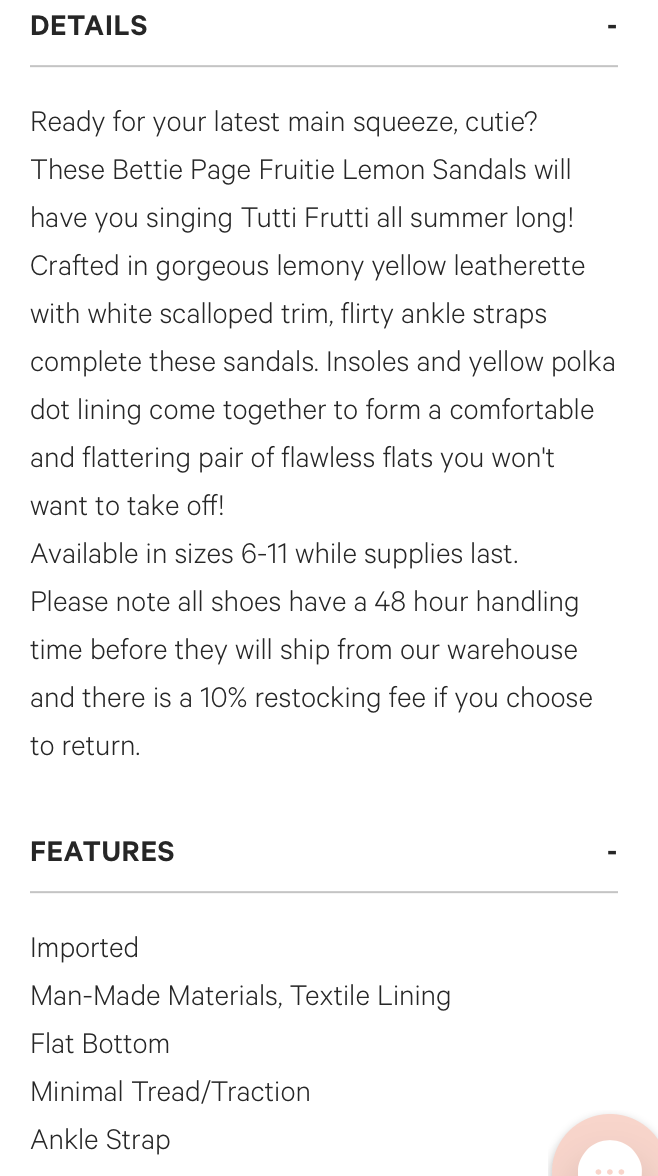 DETAILS -
Ready for your latest main squeeze, cutie?
These Bettie Page Fruitie Lemon Sandals will
have you singing Tutti Frutti all summer long!
Crafted in gorgeous lemony yellow leatherette
with white scalloped trim, flirty ankle straps
complete these sandals. Insoles and yellow polka
dot lining come together to form a comfortable
and flattering pair of flawless flats you won't
want to take off!
Available in sizes 6-11 while supplies last.
Please note all shoes have a 48 hour handling
time before they will ship from our warehouse
and there is a 10% restocking fee if you choose
to return.
FEATURES -
Imported
Man-Made Materials, Textile Lining
Flat Bottom
Minimal Tread/Traction
Ankle Strap